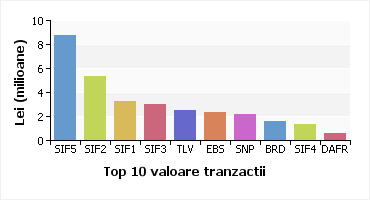 Lei (milioane)
10
8
6
4
2
0
SIF5 SIF2 SIF1 SIF3 TLV EBS SNP BRD SIF4 DAFR
Top 10 valoare tranzactii